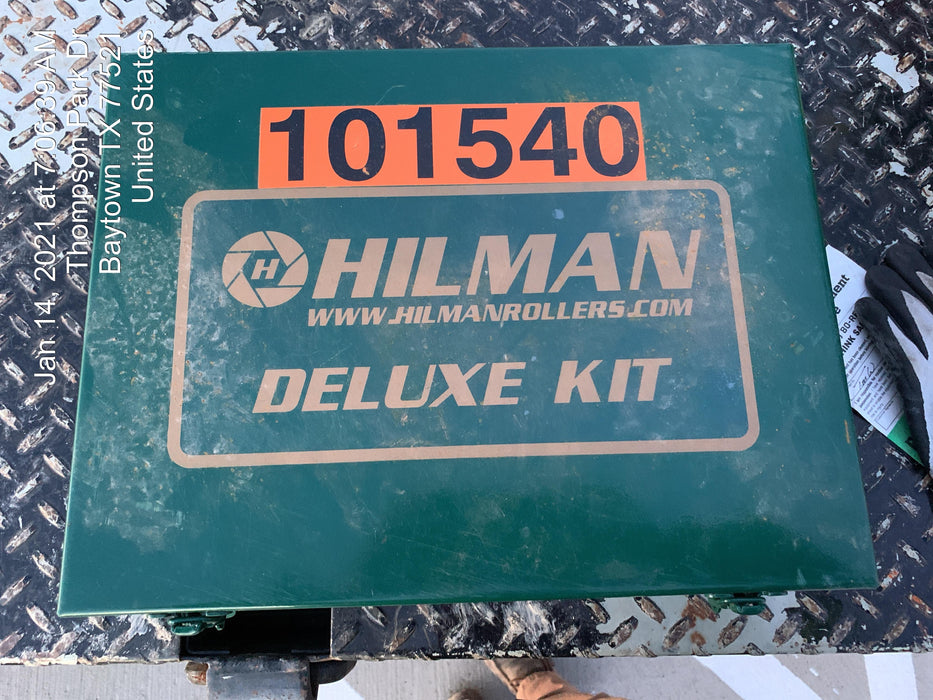 Jan 14, 2021 at 7:06:39 AM
Thompson Park Dr
Baytown TX 77521
United States
101540
H HILMAN
WWW.HILMANROLLERS.COM
DELUXE KIT